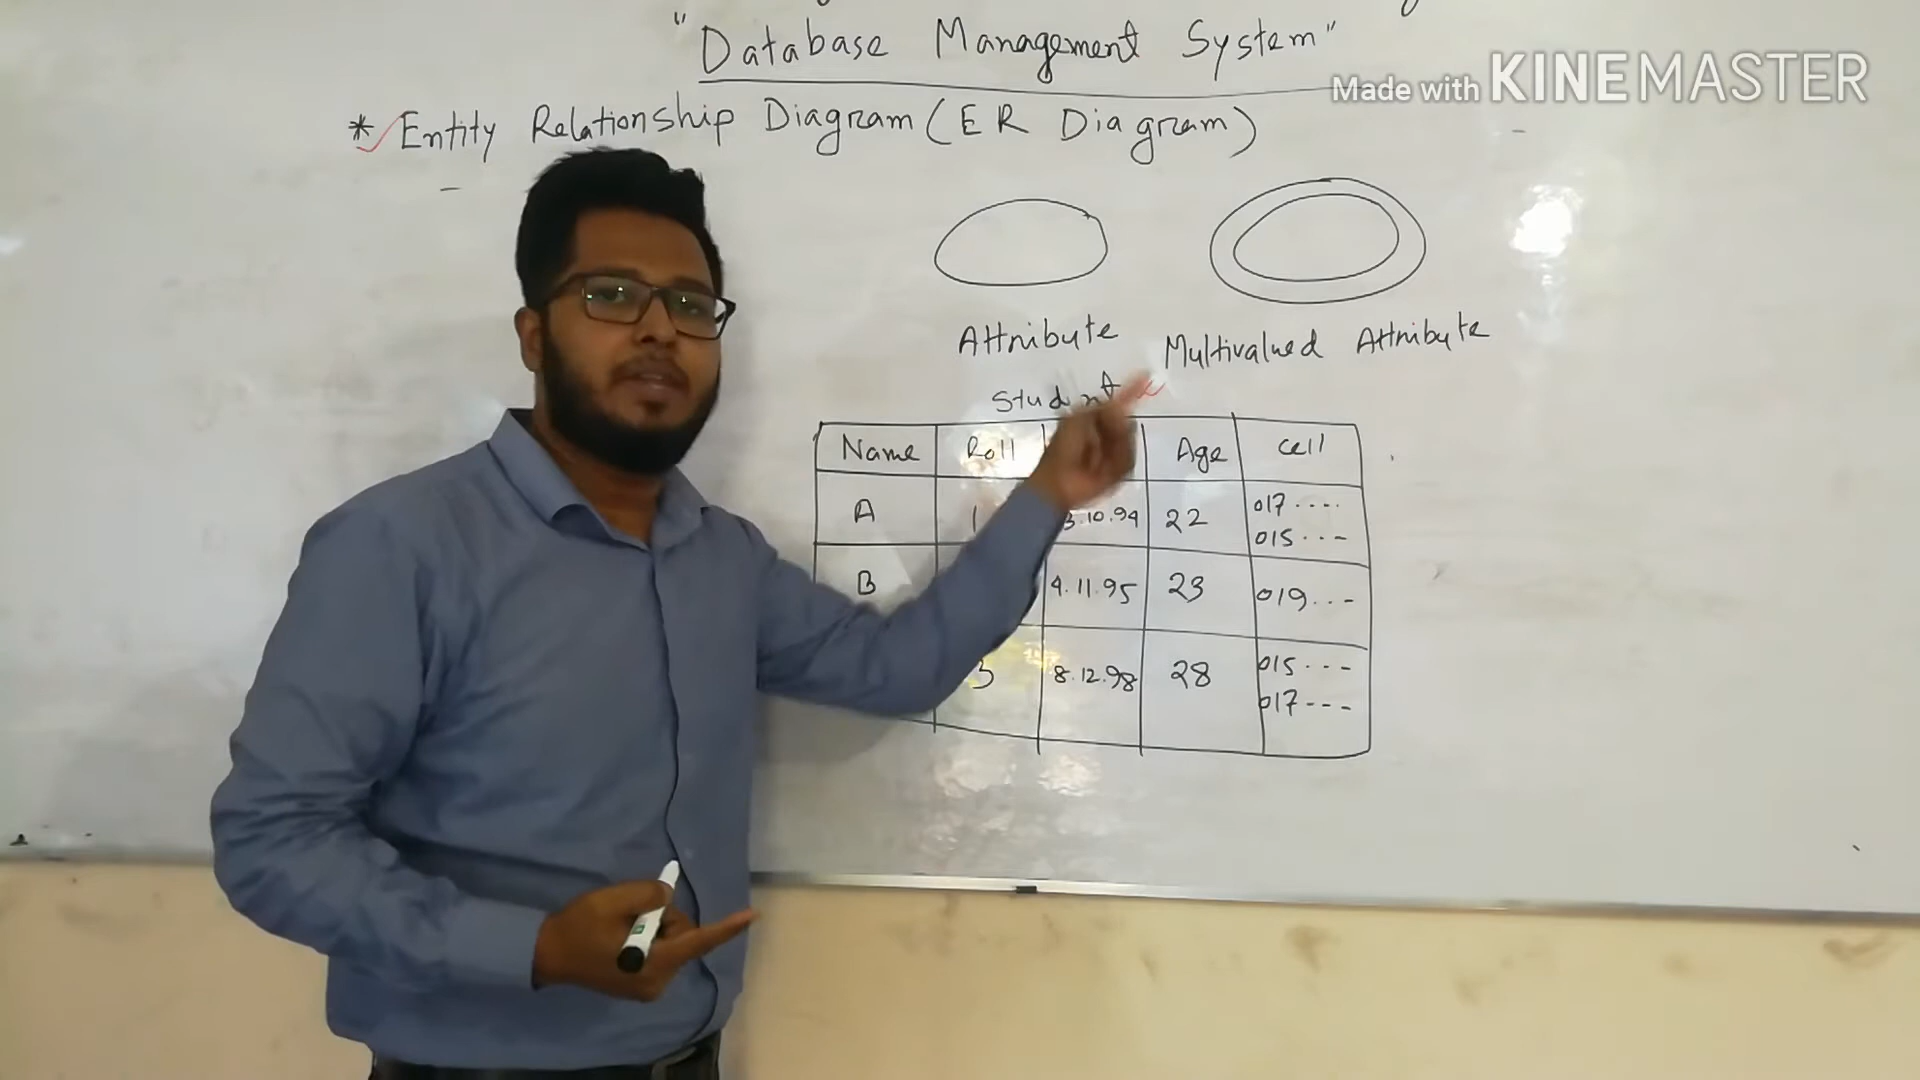 "Database Management System"
Made with KINEMASTER
* Entity Relationship Diagram (ER Diagram)
Attribute
Multivalued Attribute
Student
Name Roll Age Cell
A 1 3.10.94 22 017....
015..-
B 4.11.95 23 019..-
3 8.12.98 28 015---
017---